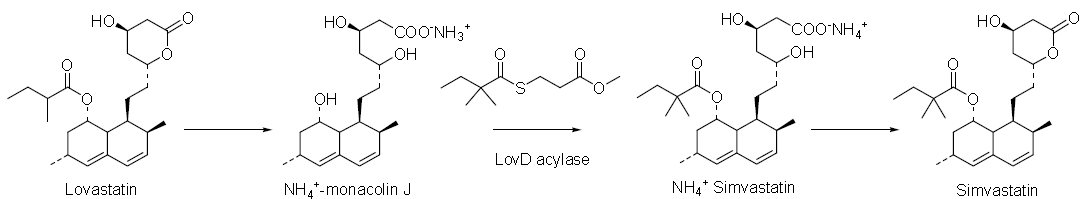 HO
O
O
O
O
Lovastatin
HO
COO⁻NH₃⁺
OH
OH
NH₄⁺-monacolin J
O
S
O
O
LovD acylase
HO
COO⁻NH₄⁺
OH
O
O
NH₄⁺ Simvastatin
HO
O
O
O
O
Simvastatin